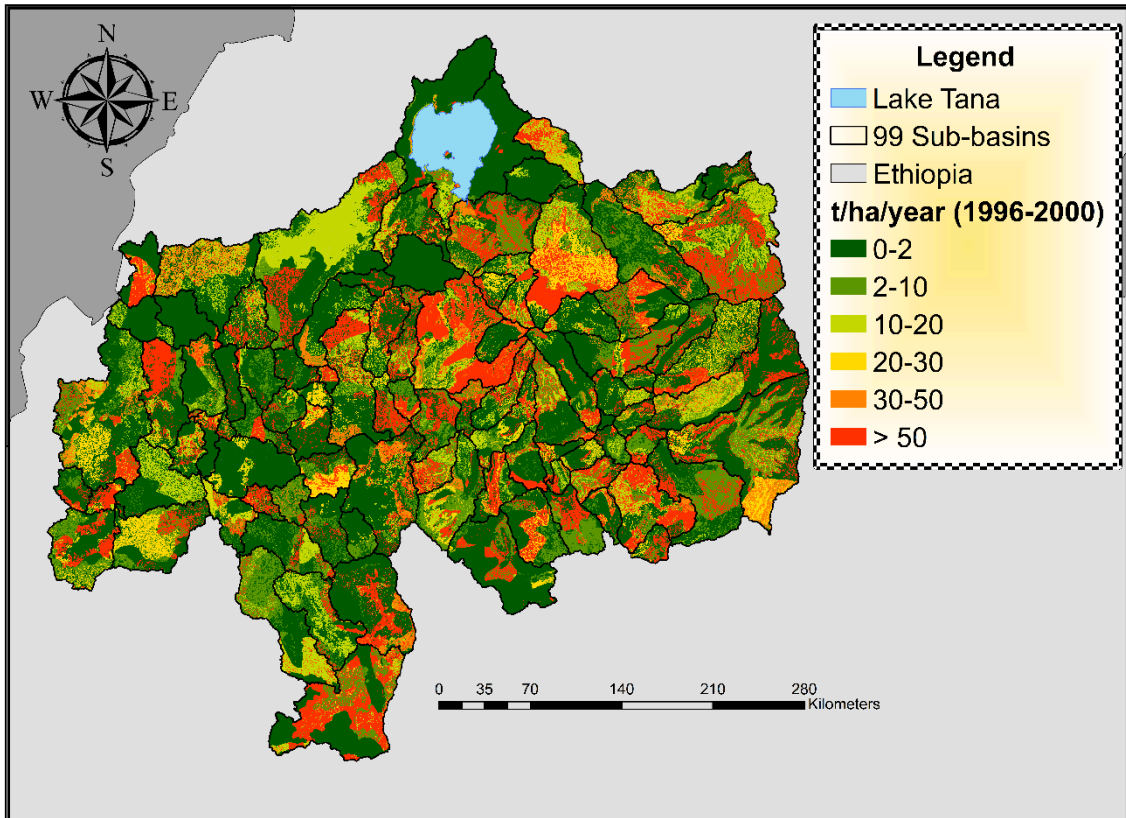 N
W E
S
Legend
Lake Tana
99 Sub-basins
Ethiopia
t/ha/year (1996-2000)
0-2
2-10
10-20
20-30
30-50
> 50
0 35 70 140 210 280
Kilometers